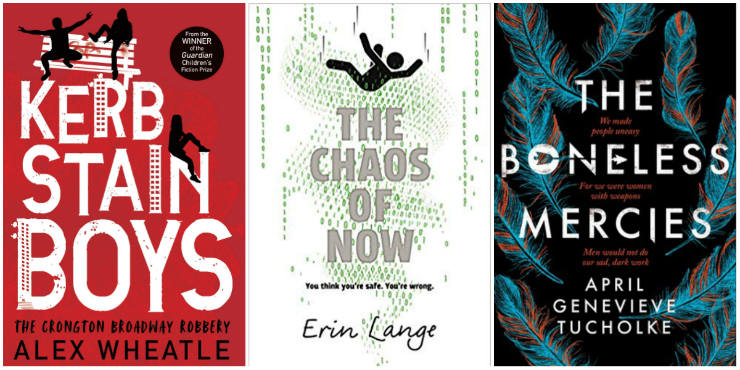 From the
WINNER
of the
Guardian
Children's
Fiction Prize
KERB
STAIN
BOYS
THE CRONGTON BROADWAY ROBBERY
ALEX WHEATLE
THE
CHAOS
OF
NOW
You think you're safe. You're wrong.
Erin Lange
THE
We made
people uneasy
BONELESS
For we were women
with weapons
MERCIES
Men would not do
our sad, dark work
APRIL
GENEVIEVE
TUCHOLKE